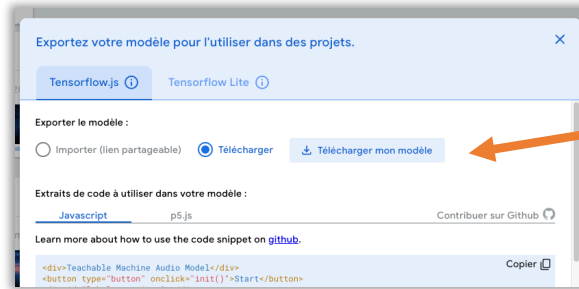 Exportez votre modèle pour l'utiliser dans des projets.
Tensorflow.js
Tensorflow Lite
Exporter le modèle :
Importer (lien partageable)
Télécharger
Télécharger mon modèle
Extraits de code à utiliser dans votre modèle :
Javascript
p5.js
Contribuer sur Github
Learn more about how to use the code snippet on github.
Copier
<div>Teachable Machine Audio Model</div>
<button type="button" onclick="init()">Start</button>